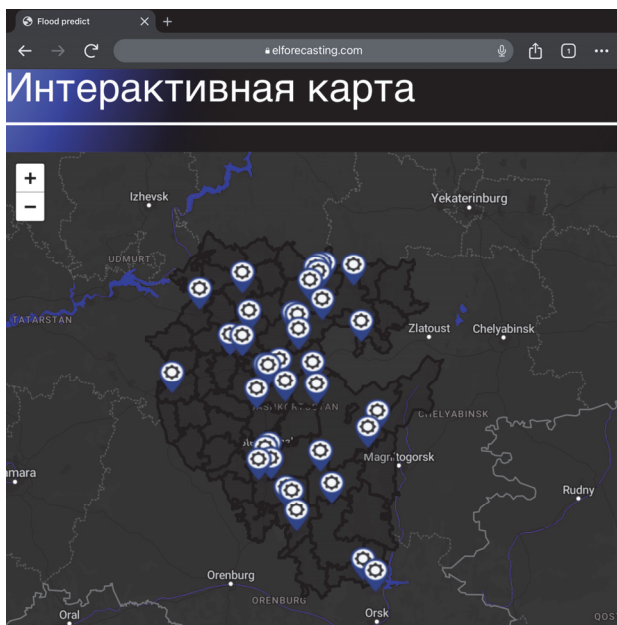 Flood predict
elforecasting.com
1
Интерактивная карта
+
−
Izhevsk
Yekaterinburg
UDMURT
TATARSTAN
Zlatoust
Chelyabinsk
CHELYABINSK
Magnitogorsk
amara
Rudny
Orenburg
ORENBURG
Oral
Orsk
QOS